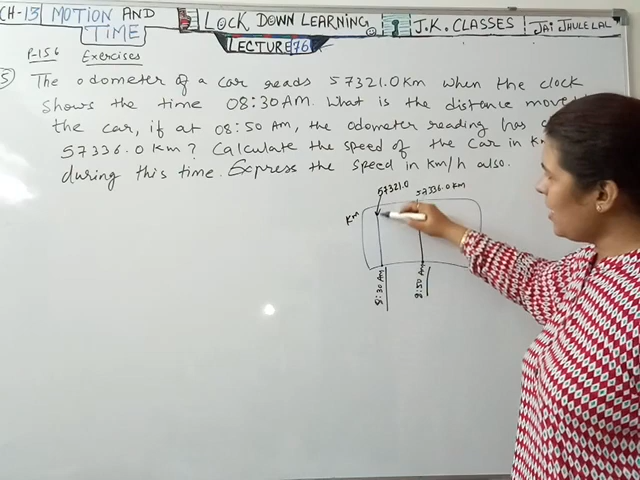 CH-13 MOTION AND TIME LOCK DOWN LEARNING J.K. CLASSES JAI JHULELAL
LECTURE 76
P-156 Exercises
5 The odometer of a car reads 57321.0 Km when the clock
shows the time 08:30 AM. What is the distance move
the car, if at 08:50 AM, the odometer reading has
57336.0 Km? Calculate the speed of the car in Km
during this time. Express the speed in Km/h also.
57321.0 57336.0 KM
KM
8:30 AM 8:50 AM